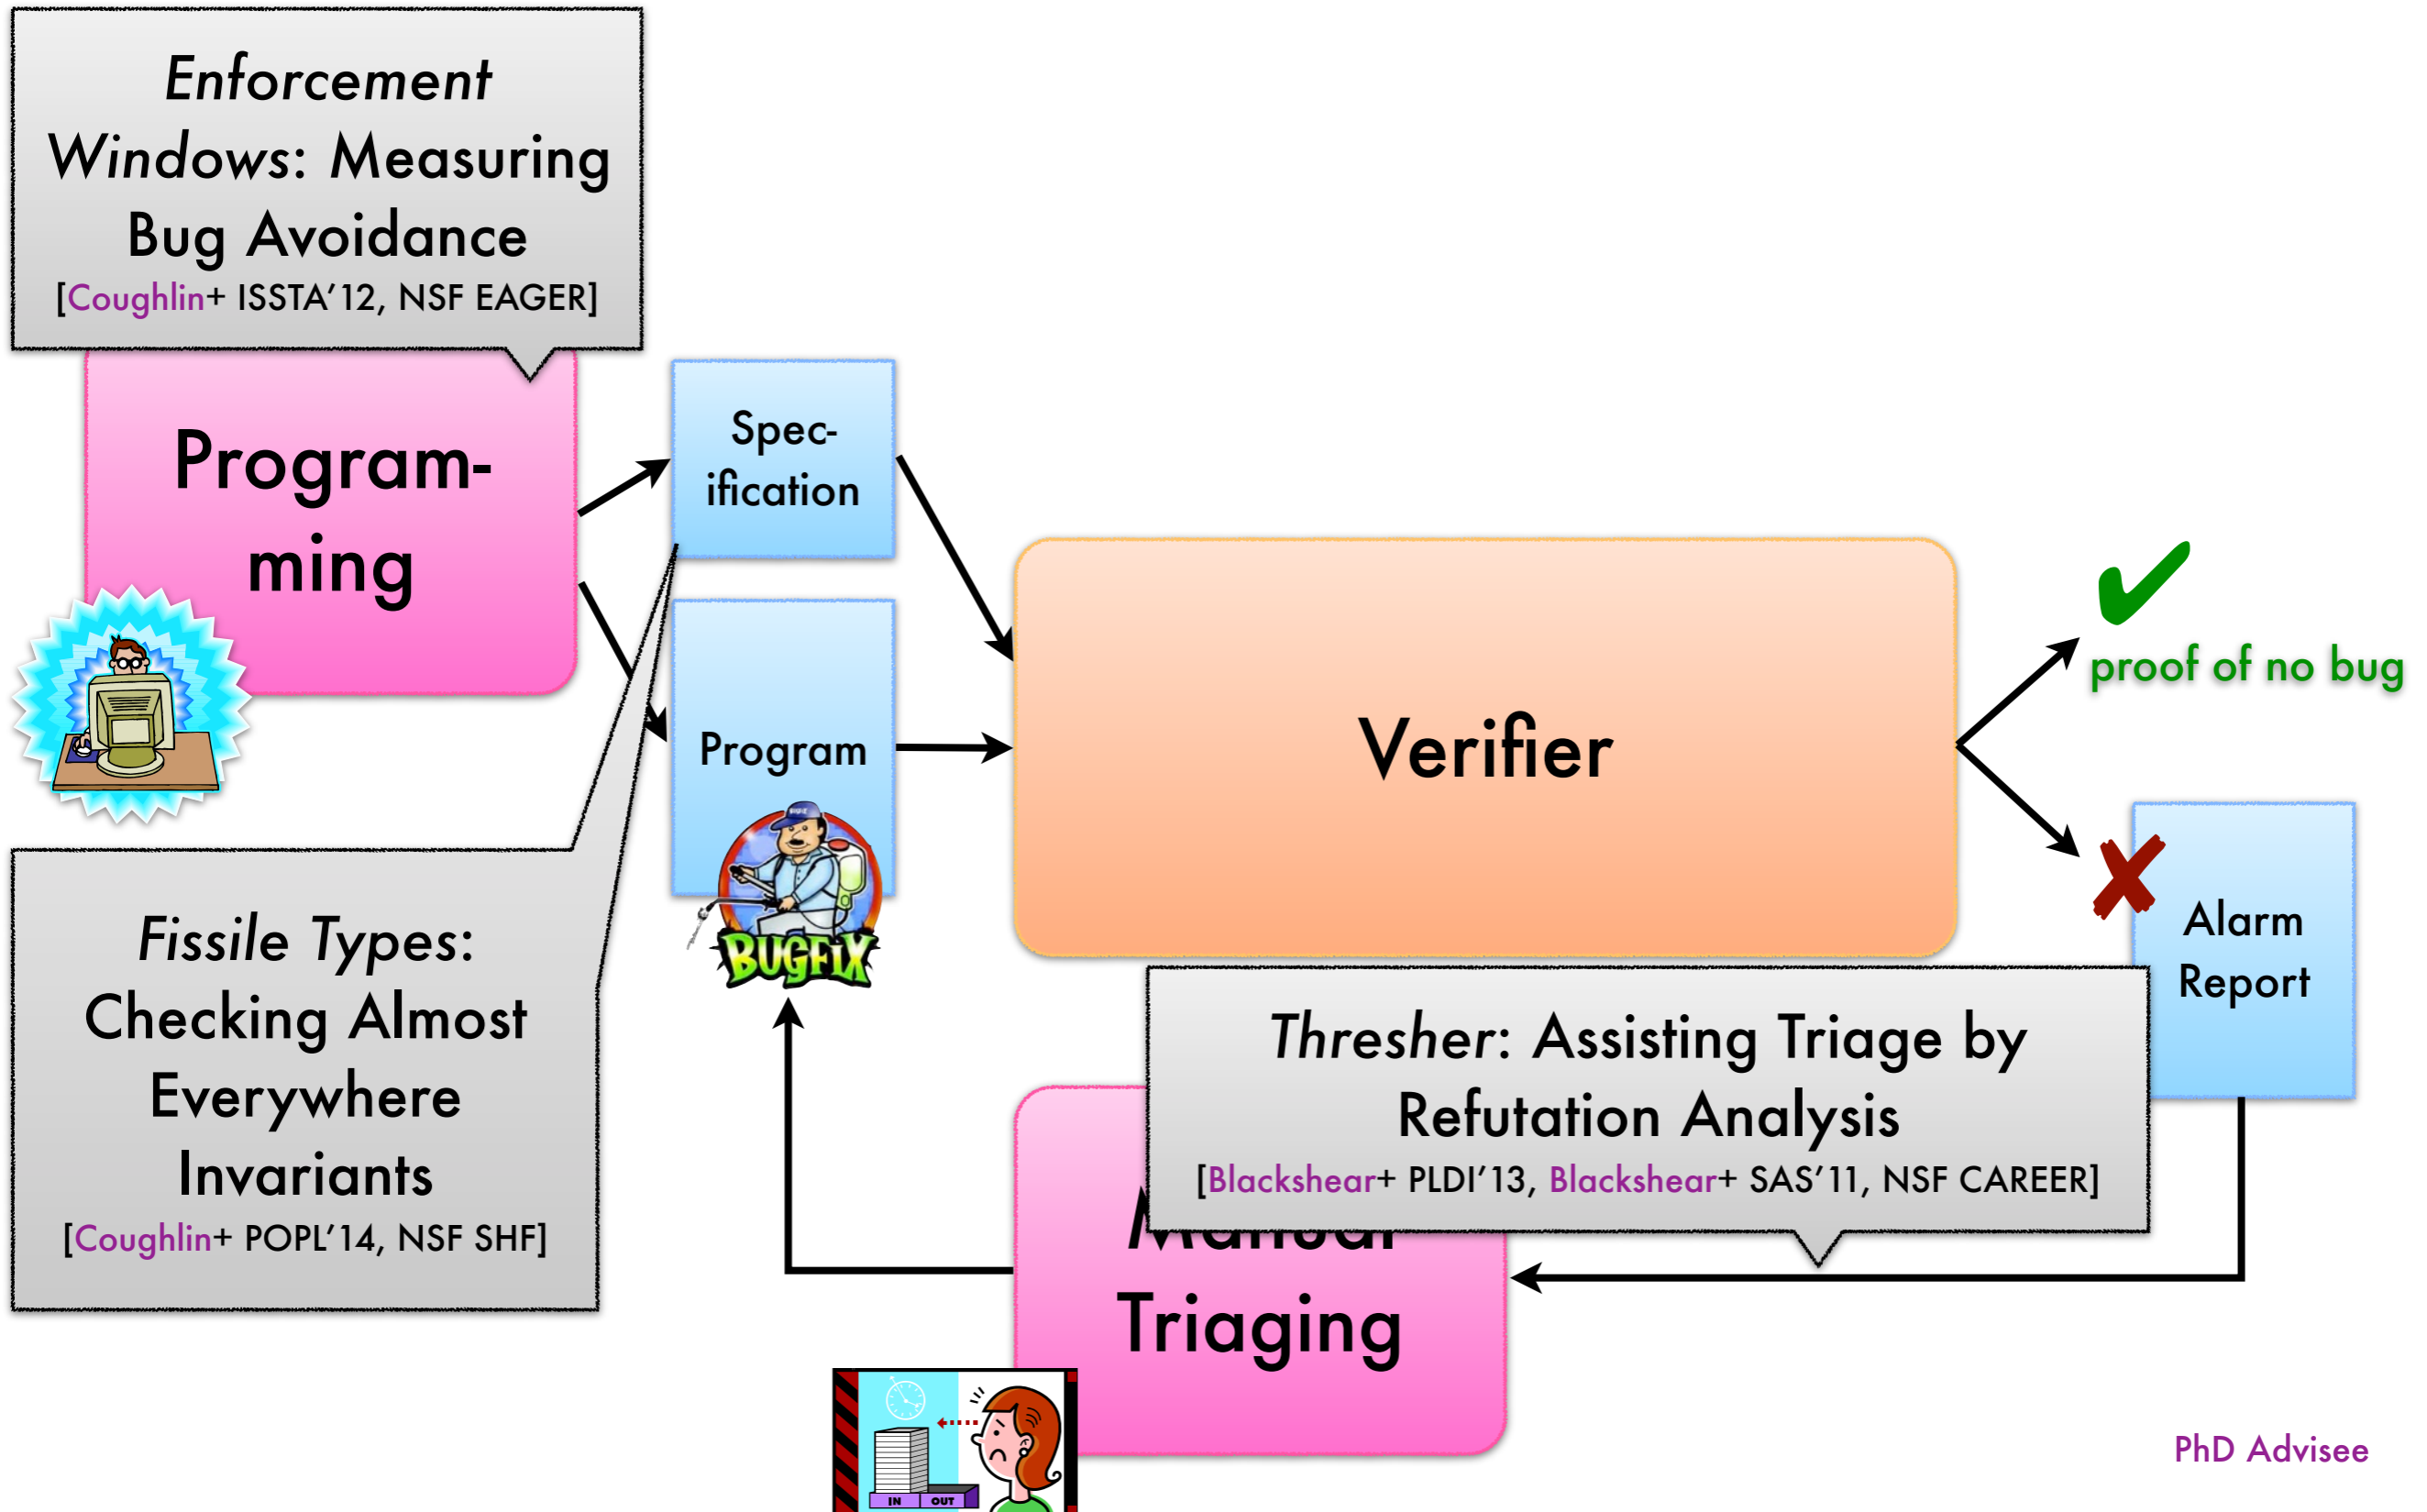 Enforcement
Windows: Measuring
Bug Avoidance
[Coughlin+ ISSTA'12, NSF EAGER]
Program-
ming
Spec-
ification
Program
BUGFIX
Verifier
proof of no bug
Alarm
Report
Fissile Types:
Checking Almost
Everywhere
Invariants
[Coughlin+ POPL'14, NSF SHF]
Thresher: Assisting Triage by
Refutation Analysis
[Blackshear+ PLDI'13, Blackshear+ SAS'11, NSF CAREER]
Manual
Triaging
IN OUT
PhD Advisee